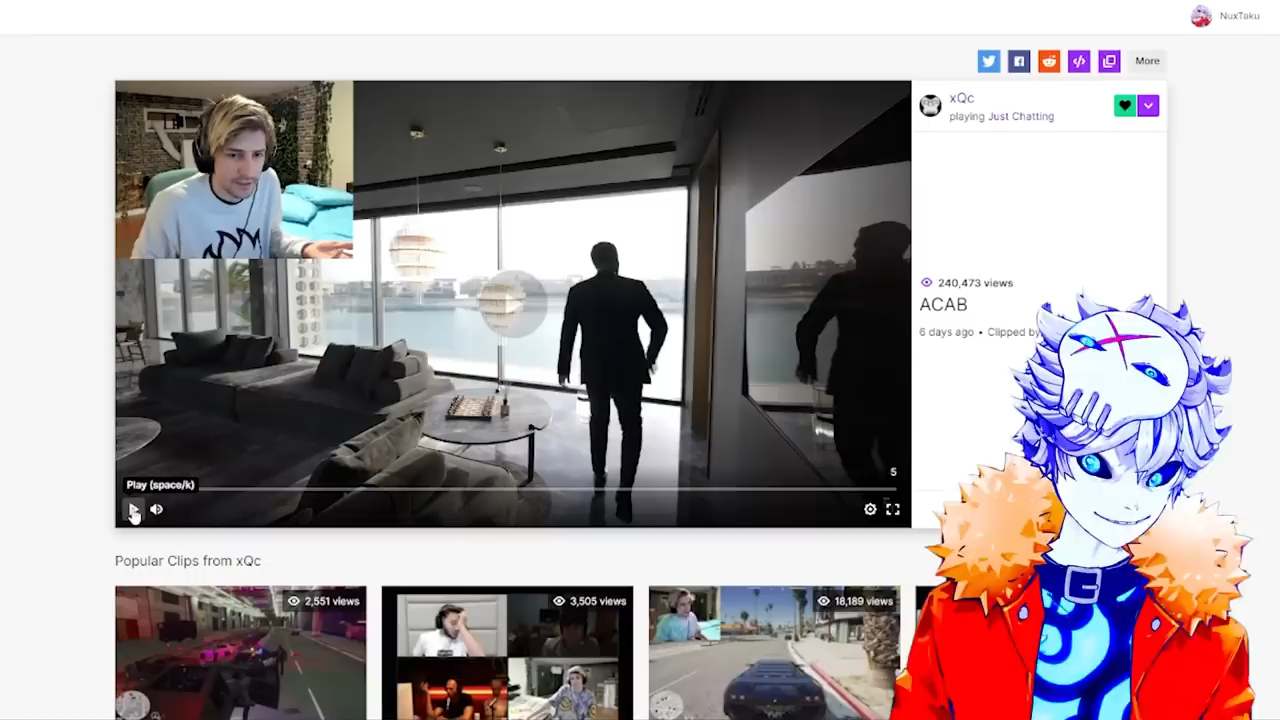 NuxTaku
More
xQc
playing Just Chatting
240,473 views
ACAB
6 days ago • Clipped by
5
Play (space/k)
Popular Clips from xQc
2,551 views
3,505 views
18,189 views